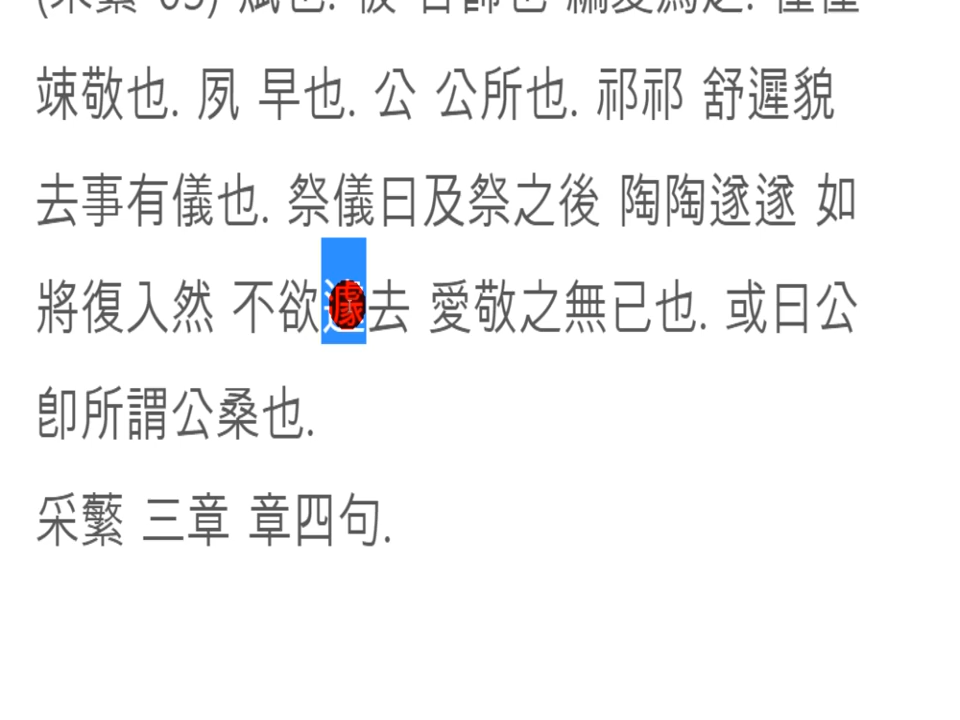 竦敬也. 夙 早也. 公 公所也. 祁祁 舒遲貌
去事有儀也. 祭儀曰及祭之後 陶陶遂遂 如
將復入然 不欲遽去 愛敬之無已也. 或曰公
卽所謂公桑也.
采蘩 三章 章四句.